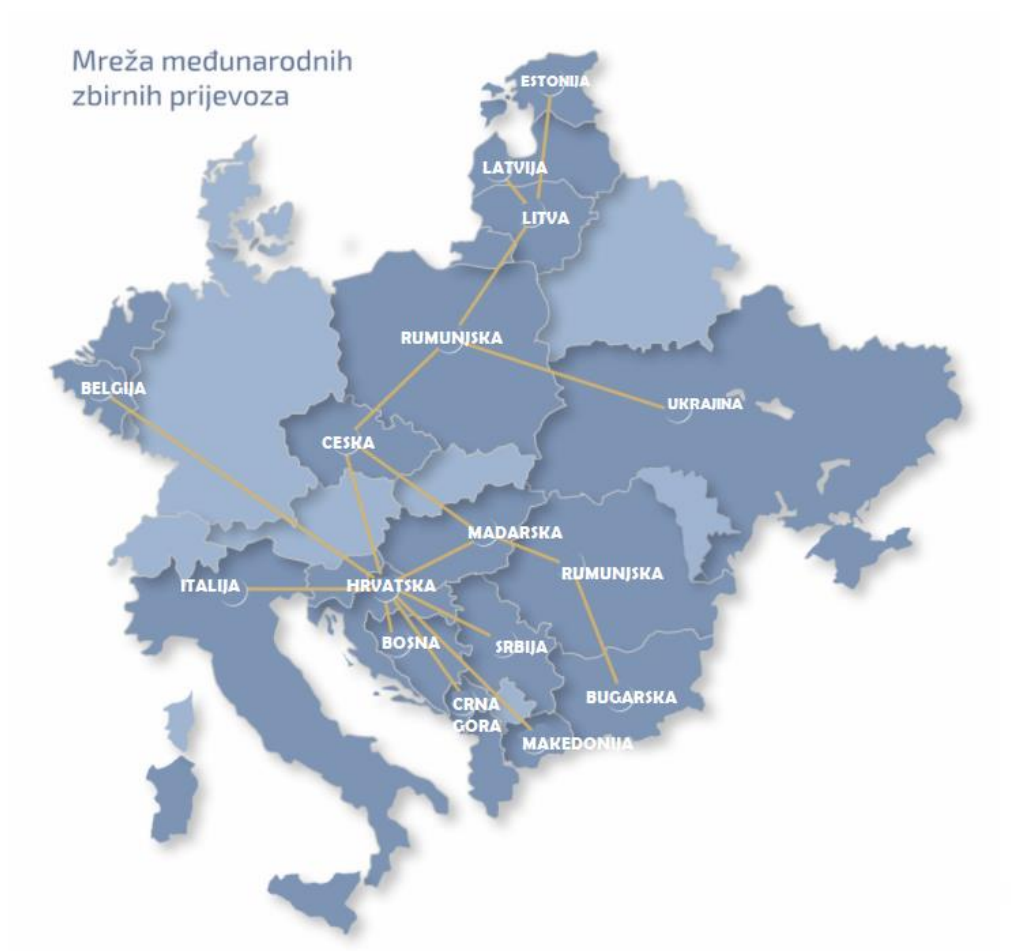 Mreža međunarodnih
zbirnih prijevoza
ESTONIJA
LATVIJA
LITVA
RUMUNJSKA
BELGIJA
UKRAJINA
CESKA
MADARSKA
RUMUNJSKA
ITALIJA
HRVATSKA
BOSNA
SRBIJA
BUGARSKA
CRNA
GORA
MAKEDONIJA